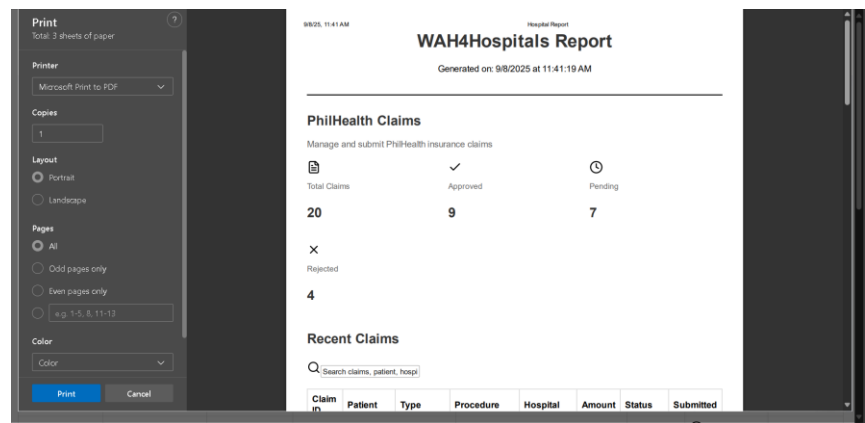 Print
?
Total: 3 sheets of paper
Printer
Microsoft Print to PDF
Copies
1
Layout
Portrait
Landscape
Pages
All
Odd pages only
Even pages only
e.g. 1-5, 8, 11-13
Color
Color
Print Cancel
9/8/25, 11:41 AM Hospital Report
WAH4Hospitals Report
Generated on: 9/8/2025 at 11:41:19 AM
PhilHealth Claims
Manage and submit PhilHealth insurance claims
Total Claims Approved Pending
20 9 7
Rejected
4
Recent Claims
Search claims, patient, hospi
Claim ID Patient Type Procedure Hospital Amount Status Submitted